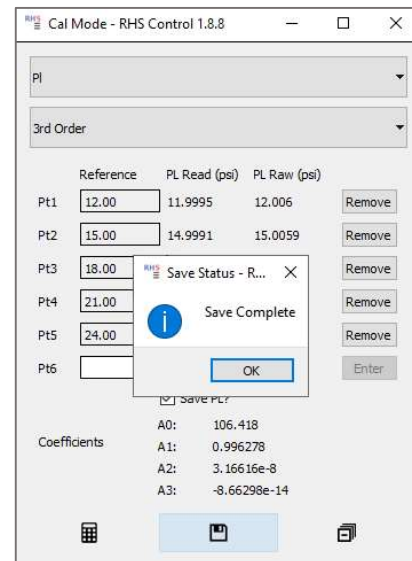 RHS Cal Mode - RHS Control 1.8.8
Pl
3rd Order
Reference PL Read (psi) PL Raw (psi)
Pt1 12.00 11.9995 12.006 Remove
Pt2 15.00 14.9991 15.0059 Remove
Pt3 18.00 Remove
Pt4 21.00 Remove
Pt5 24.00 Remove
Pt6 Enter
RHS Save Status - R...
Save Complete
OK
Save PL?
Coefficients
A0: 106.418
A1: 0.996278
A2: 3.16616e-8
A3: -8.66298e-14